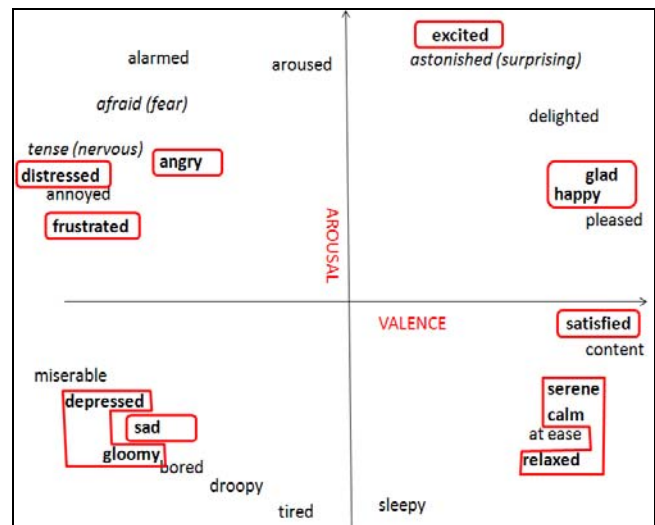 excited
alarmed
aroused
astonished (surprising)
afraid (fear)
delighted
tense (nervous)
angry
distressed
glad
annoyed
happy
frustrated
pleased
AROUSAL
VALENCE
satisfied
content
miserable
serene
depressed
calm
sad
at ease
gloomy
relaxed
bored
droopy
sleepy
tired